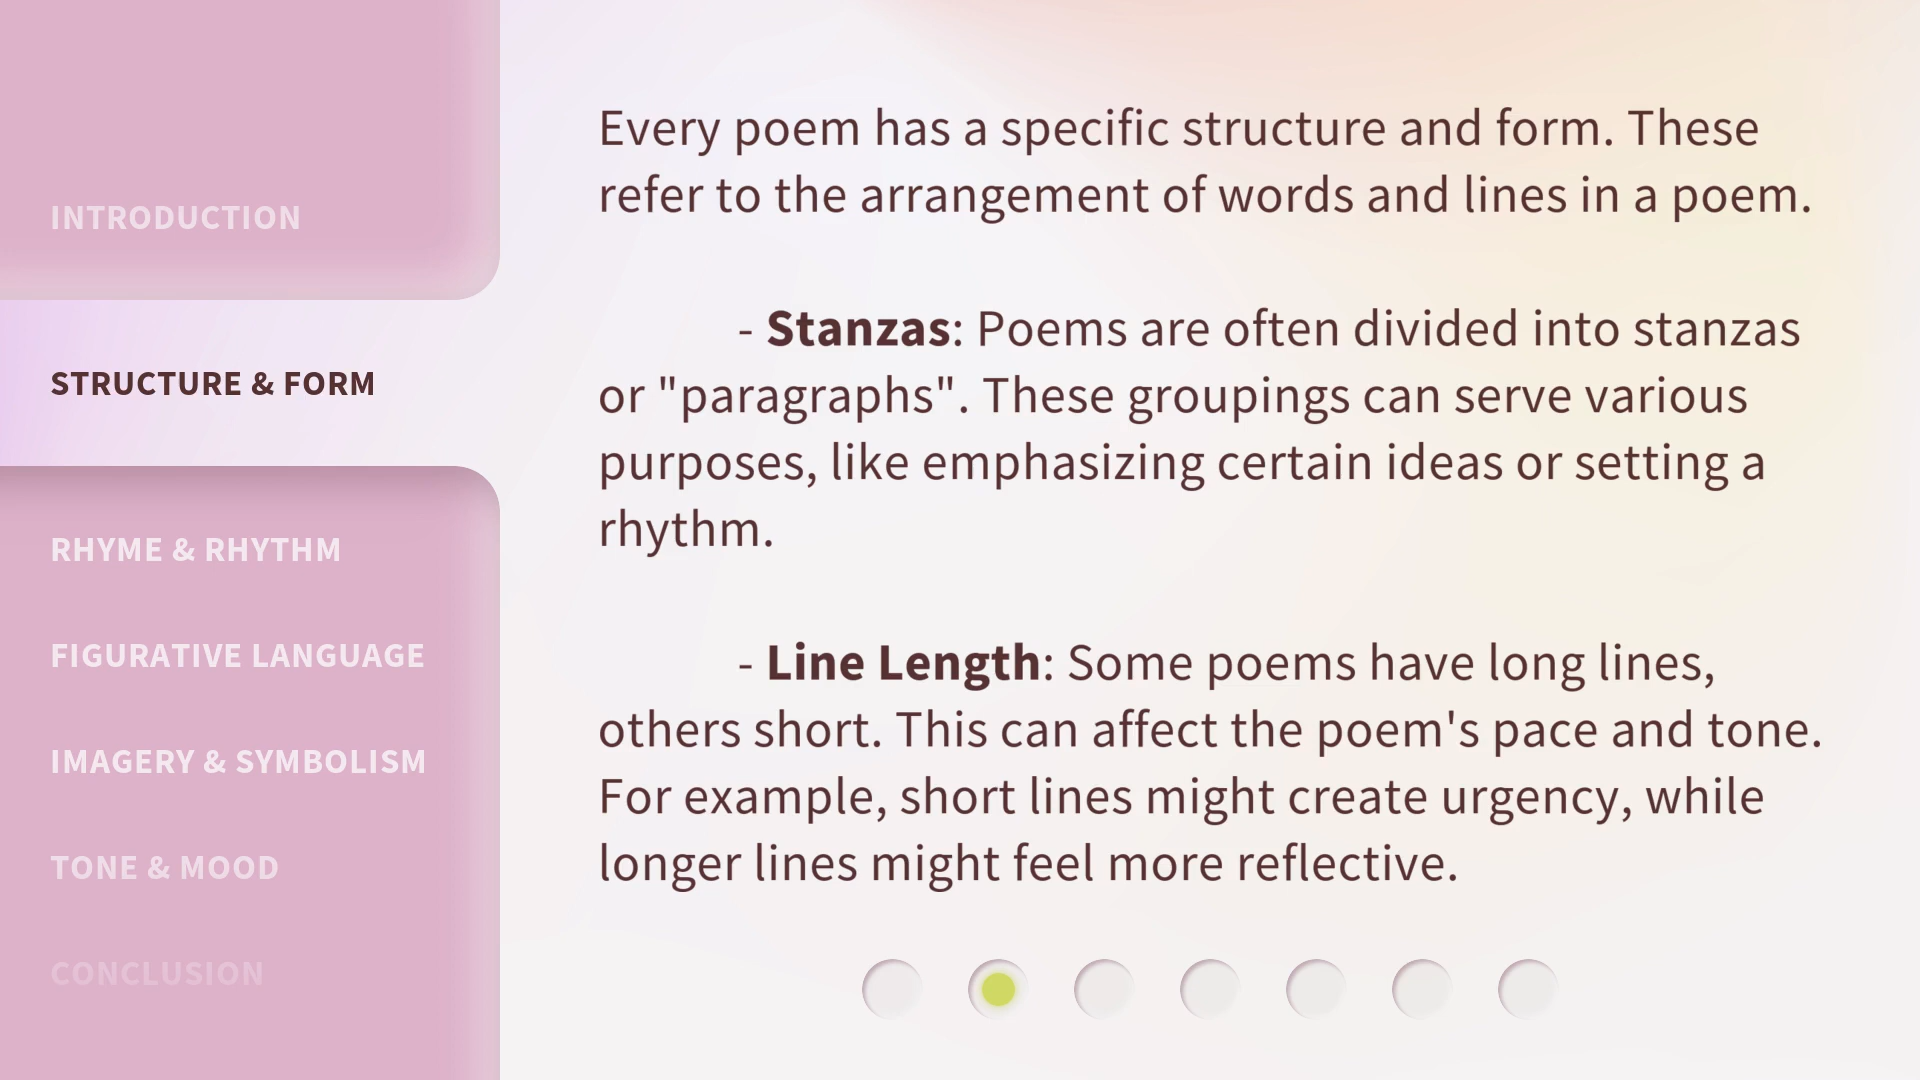 INTRODUCTION
STRUCTURE & FORM
RHYME & RHYTHM
FIGURATIVE LANGUAGE
IMAGERY & SYMBOLISM
TONE & MOOD
CONCLUSION
Every poem has a specific structure and form. These
refer to the arrangement of words and lines in a poem.
- Stanzas: Poems are often divided into stanzas
or "paragraphs". These groupings can serve various
purposes, like emphasizing certain ideas or setting a
rhythm.
- Line Length: Some poems have long lines,
others short. This can affect the poem's pace and tone.
For example, short lines might create urgency, while
longer lines might feel more reflective.